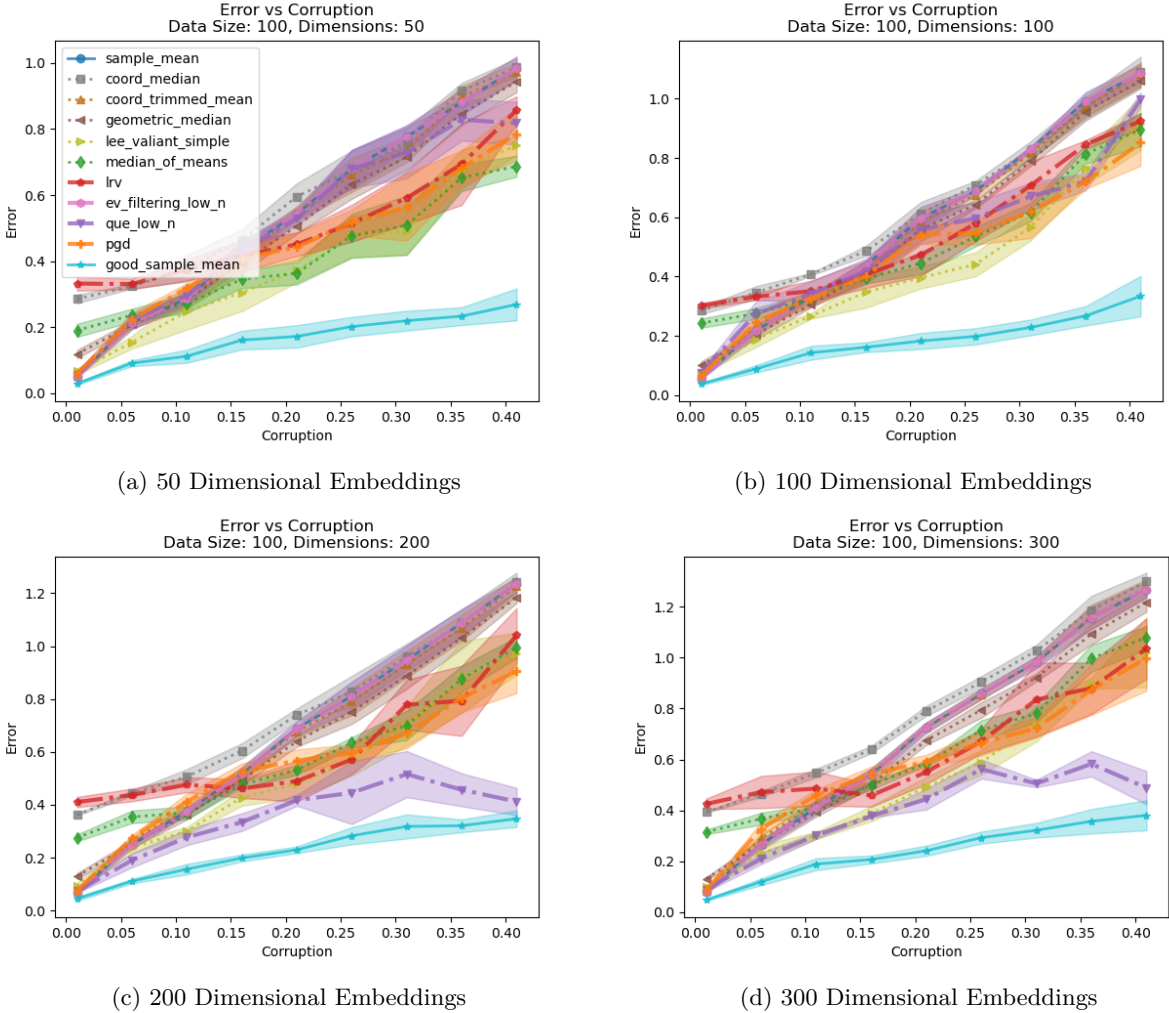 Error vs Corruption
Data Size: 100, Dimensions: 50
1.0
0.8
0.6
0.4
0.2
0.0
Error
sample_mean
coord_median
coord_trimmed_mean
geometric_median
lee_valiant_simple
median_of_means
lrv
ev_filtering_low_n
que_low_n
pgd
good_sample_mean
0.00 0.05 0.10 0.15 0.20 0.25 0.30 0.35 0.40
Corruption
(a) 50 Dimensional Embeddings
Error vs Corruption
Data Size: 100, Dimensions: 100
1.0
0.8
0.6
0.4
0.2
0.0
Error
0.00 0.05 0.10 0.15 0.20 0.25 0.30 0.35 0.40
Corruption
(b) 100 Dimensional Embeddings
Error vs Corruption
Data Size: 100, Dimensions: 200
1.2
1.0
0.8
0.6
0.4
0.2
0.0
Error
0.00 0.05 0.10 0.15 0.20 0.25 0.30 0.35 0.40
Corruption
(c) 200 Dimensional Embeddings
Error vs Corruption
Data Size: 100, Dimensions: 300
1.2
1.0
0.8
0.6
0.4
0.2
0.0
Error
0.00 0.05 0.10 0.15 0.20 0.25 0.30 0.35 0.40
Corruption
(d) 300 Dimensional Embeddings